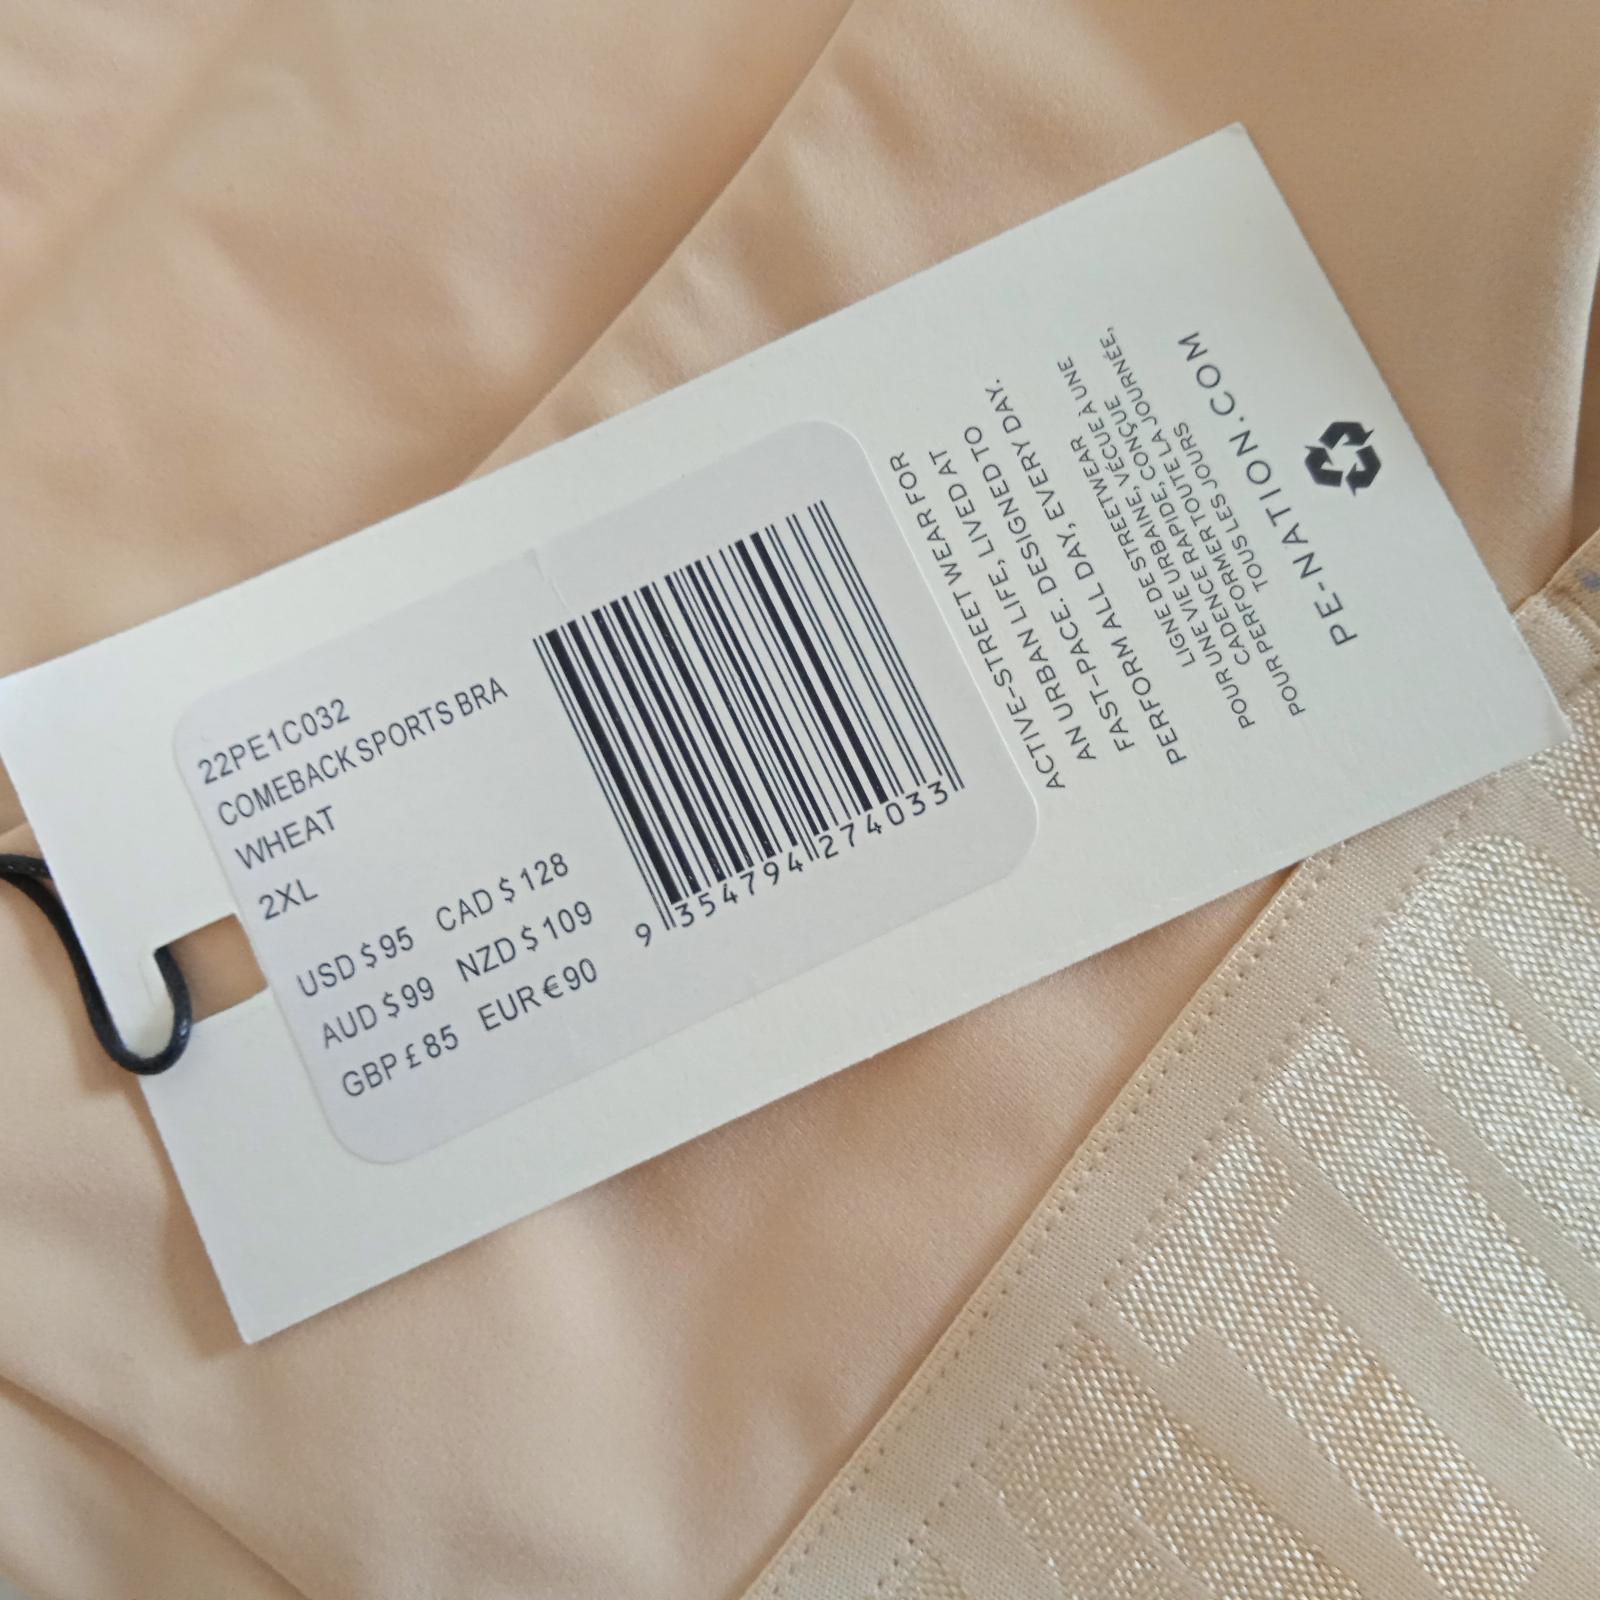 22PE1C032
COMEBACK SPORTS BRA
WHEAT
2XL
USD $ 95 CAD $ 128
AUD $ 99 NZD $ 109
GBP £ 85 EUR € 90
9 354794 274033
ACTIVE-STREET WEAR FOR
AN URBAN LIFE, LIVED AT
FAST-PACE. DESIGNED TO
PERFORM ALL DAY, EVERY DAY.
LIGNE DE STREETWEAR
POUR UNE VIE URBAINE, VÉCUE À UNE
CADENCE RAPIDE, CONÇUE
POUR PERFORMER TOUTE LA JOURNÉE,
TOUS LES JOURS
PE-NATION.COM